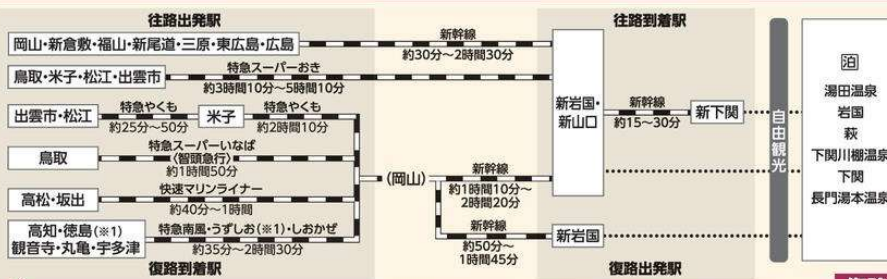 往路出発駅
往路到着駅
岡山・新倉敷・福山・新尾道・三原・東広島・広島
新幹線
約30分～2時間30分
鳥取・米子・松江・出雲市
特急スーパーおき
約3時間10分～5時間10分
出雲市・松江
特急やくも
約25分～50分
米子
特急やくも
約2時間10分
鳥取
特急スーパーいなば
〈智頭急行〉
約1時間50分
高松・坂出
快速マリンライナー
約40分～1時間
高知・徳島(※1)
観音寺・丸亀・宇多津
特急南風・うずしお(※1)・しおかぜ
約35分～2時間30分
(岡山)
新幹線
約1時間10分～
2時間20分
新幹線
約50分～
1時間45分
新岩国・
新山口
新幹線
約15～30分
新下関
新岩国
自由観光
泊
湯田温泉
岩国
萩
下関川棚温泉
下関
長門湯本温泉
復路到着駅
復路出発駅